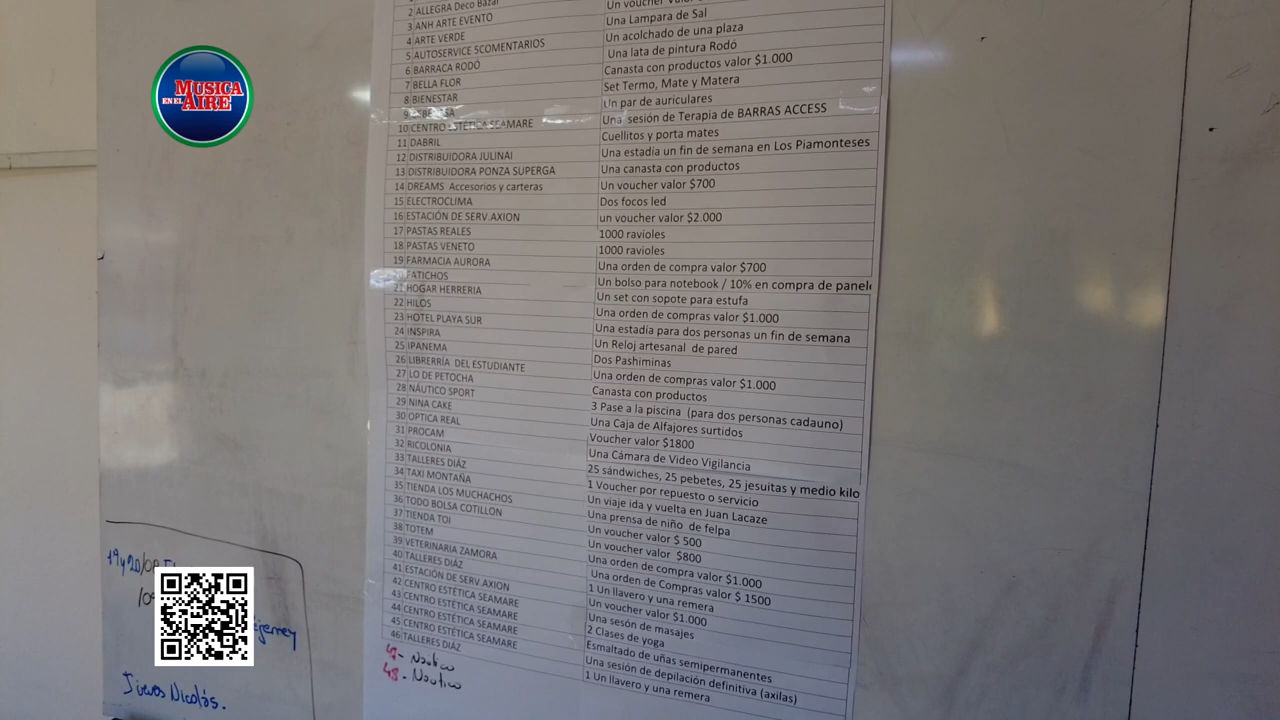 MUSICA
EN EL AIRE
2 ALLEGRA Deco Bazar
3 ANH ARTE EVENTO Un voucher valor
4 ARTE VERDE Una Lampara de Sal
5 AUTOSERVICE 5COMENTARIOS Un acolchado de una plaza
6 BARRACA RODÓ Una lata de pintura Rodó
7 BELLA FLOR Canasta con productos valor $1.000
8 BIENESTAR Set Termo, Mate y Matera
9 Un par de auriculares
10 CENTRO ESTÉTICA SEAMARE Una sesión de Terapia de BARRAS ACCESS
11 DABRIL Cuellitos y porta mates
12 DISTRIBUIDORA JULINAI Una estadía un fin de semana en Los Piamonteses
13 DISTRIBUIDORA PONZA SUPERGA Una canasta con productos
14 DREAMS Accesorios y carteras Un voucher valor $700
15 ELECTROCLIMA Dos focos led
16 ESTACIÓN DE SERV.AXION un voucher valor $2.000
17 PASTAS REALES 1000 ravioles
18 PASTAS VENETO 1000 ravioles
19 FARMACIA AURORA Una orden de compra valor $700
20 FATICHOS Un bolso para notebook / 10% en compra de panele
21 HOGAR HERRERIA Un set con sopote para estufa
22 HILOS Una orden de compras valor $1.000
23 HOTEL PLAYA SUR Una estadía para dos personas un fin de semana
24 INSPIRA Un Reloj artesanal de pared
25 IPANEMA Dos Pashiminas
26 LIBRERRÍA DEL ESTUDIANTE Una orden de compras valor $1.000
27 LO DE PETOCHA Canasta con productos
28 NÁUTICO SPORT 3 Pase a la piscina (para dos personas cadauno)
29 NINA CAKE Una Caja de Alfajores surtidos
30 OPTICA REAL Voucher valor $1800
31 PROCAM Una Cámara de Video Vigilancia
32 RICOLONIA 25 sándwiches, 25 pebetes, 25 jesuitas y medio kilo
33 TALLERES DIÁZ 1 Voucher por repuesto o servicio
34 TAXI MONTAÑA Un viaje ida y vuelta en Juan Lacaze
35 TIENDA LOS MUCHACHOS Una prensa de niño de felpa
36 TODO BOLSA COTILLON Un voucher valor $ 500
37 TIENDA TOI Un voucher valor $800
38 TOTEM Una orden de compra valor $1.000
39 VETERINARIA ZAMORA Una orden de Compras valor $ 1500
40 TALLERES DIÁZ 1 Un llavero y una remera
41 ESTACIÓN DE SERV.AXION Un voucher valor $1.000
42 CENTRO ESTÉTICA SEAMARE Una sesón de masajes
43 CENTRO ESTÉTICA SEAMARE 2 Clases de yoga
44 CENTRO ESTÉTICA SEAMARE Esmaltado de uñas semipermanentes
45 CENTRO ESTÉTICA SEAMARE Una sesión de depilación definitiva (axilas)
46 TALLERES DIÁZ 1 Un llavero y una remera
47- Nautico
48- Nautico
19 y 20/08
Jueves Nicolás.